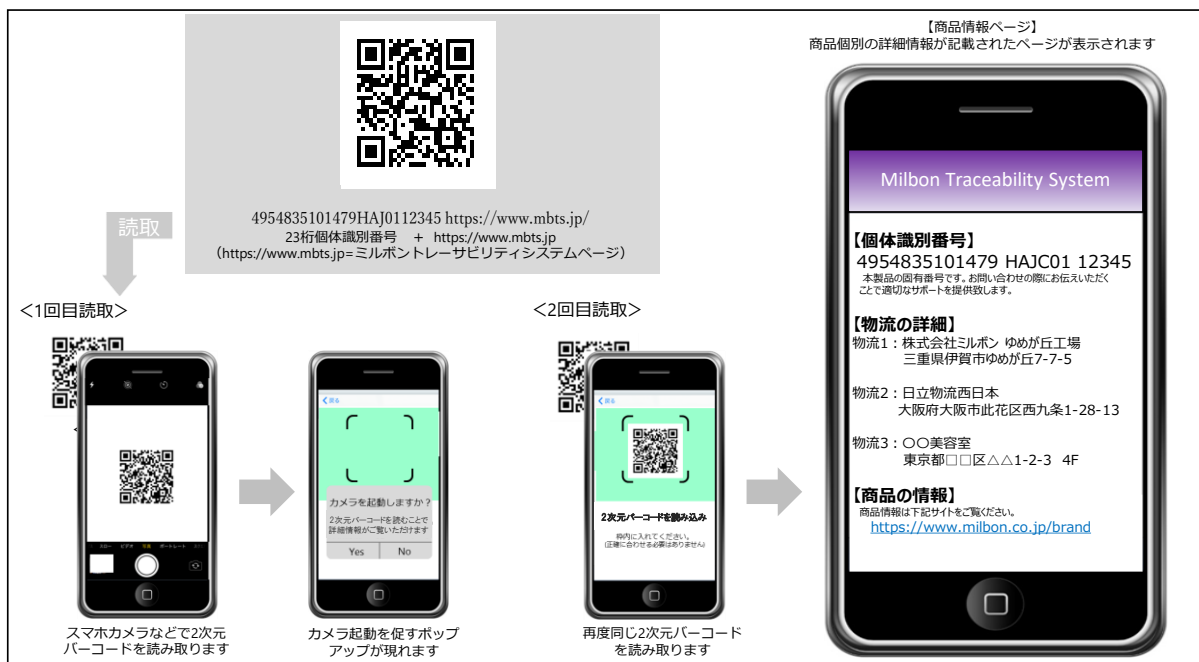 4954835101479HAJ0112345 https://www.mbts.jp/
23桁個体識別番号　+ https://www.mbts.jp
（https://www.mbts.jp=ミルボントレーサビリティシステムページ）
読取
＜1回目読取＞
スロー ビデオ 写真 ポートレート
スマホカメラなどで2次元
バーコードを読み取ります
戻る
カメラを起動しますか？
2次元バーコードを読むことで
詳細情報がご覧いただけます
Yes No
カメラ起動を促すポップ
アップが現れます
＜2回目読取＞
戻る
2次元バーコードを読み込み
枠内に入れてください。
(正確に合わせる必要はありません)
再度同じ2次元バーコード
を読み取ります
【商品情報ページ】
商品個別の詳細情報が記載されたページが表示されます
Milbon Traceability System
【個体識別番号】
4954835101479 HAJC01 12345
本製品の固有番号です。お問い合わせの際にお伝えいただく
ことで適切なサポートを提供致します。
【物流の詳細】
物流1：株式会社ミルボン ゆめが丘工場
三重県伊賀市ゆめが丘7-7-5
物流2：日立物流西日本
大阪府大阪市此花区西九条1-28-13
物流3：〇〇美容室
東京都□□区△△1-2-3 4F
【商品の情報】
商品情報は下記サイトをご覧ください。
https://www.milbon.co.jp/brand